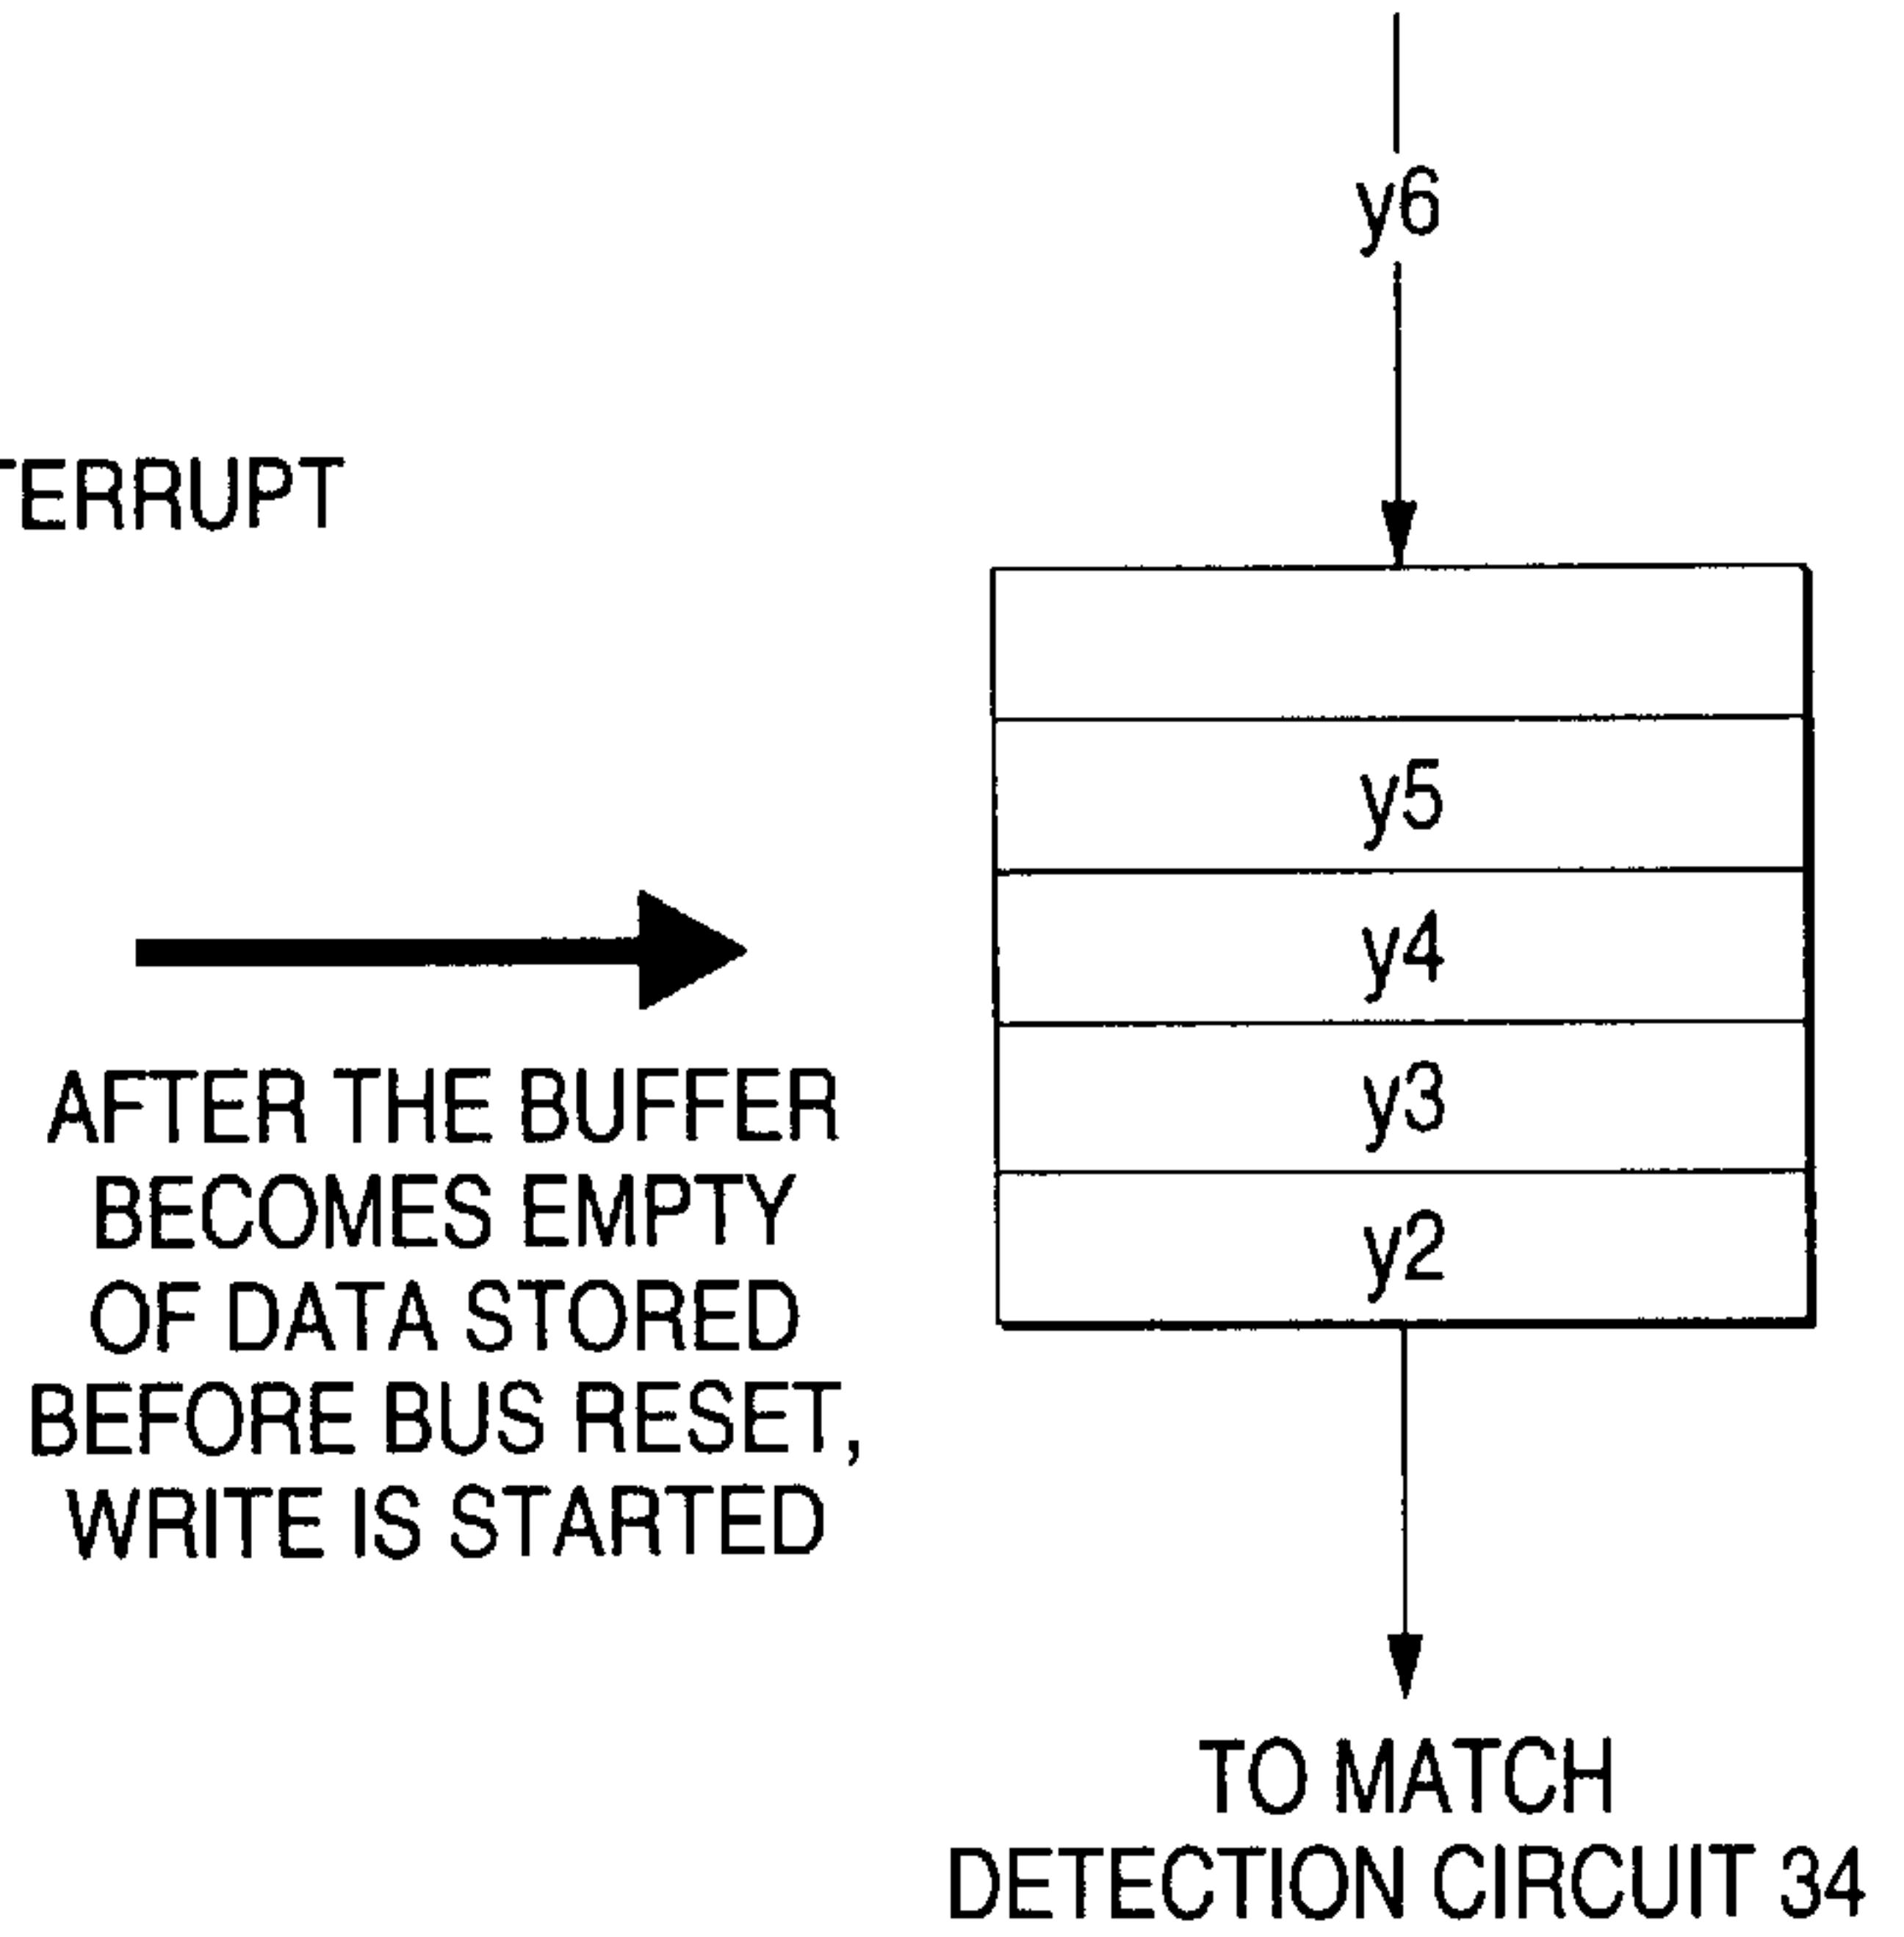 y6
TERRUPT
y5
y4
y3
y2
AFTER THE BUFFER
BECOMES EMPTY
OF DATA STORED
BEFORE BUS RESET,
WRITE IS STARTED
TO MATCH
DETECTION CIRCUIT 34